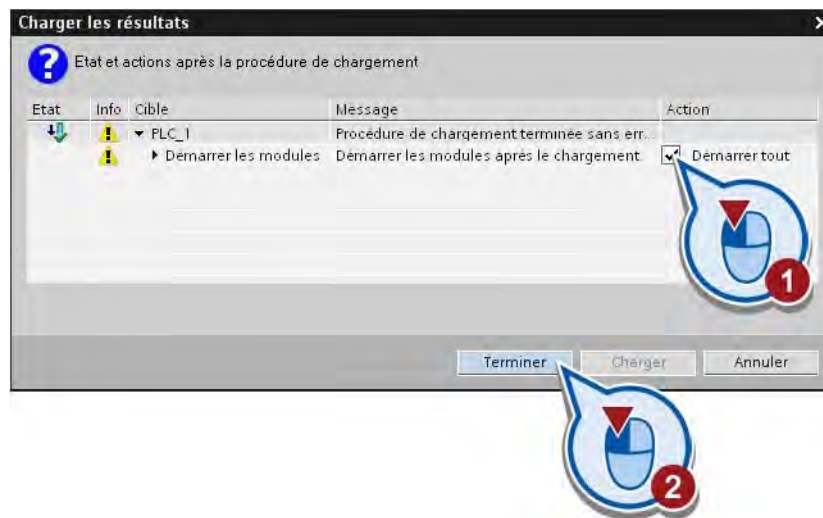 Charger les résultats
Etat et actions après la procédure de chargement
Etat Info Cible Message Action
PLC_1 Procédure de chargement terminée sans err...
Démarrer les modules Démarrer les modules après le chargement. Démarrer tout
1
Terminer Charger Annuler
2